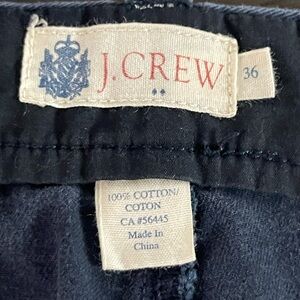 J.CREW
36
100% COTTON/
COTON
CA #56445
Made In
China